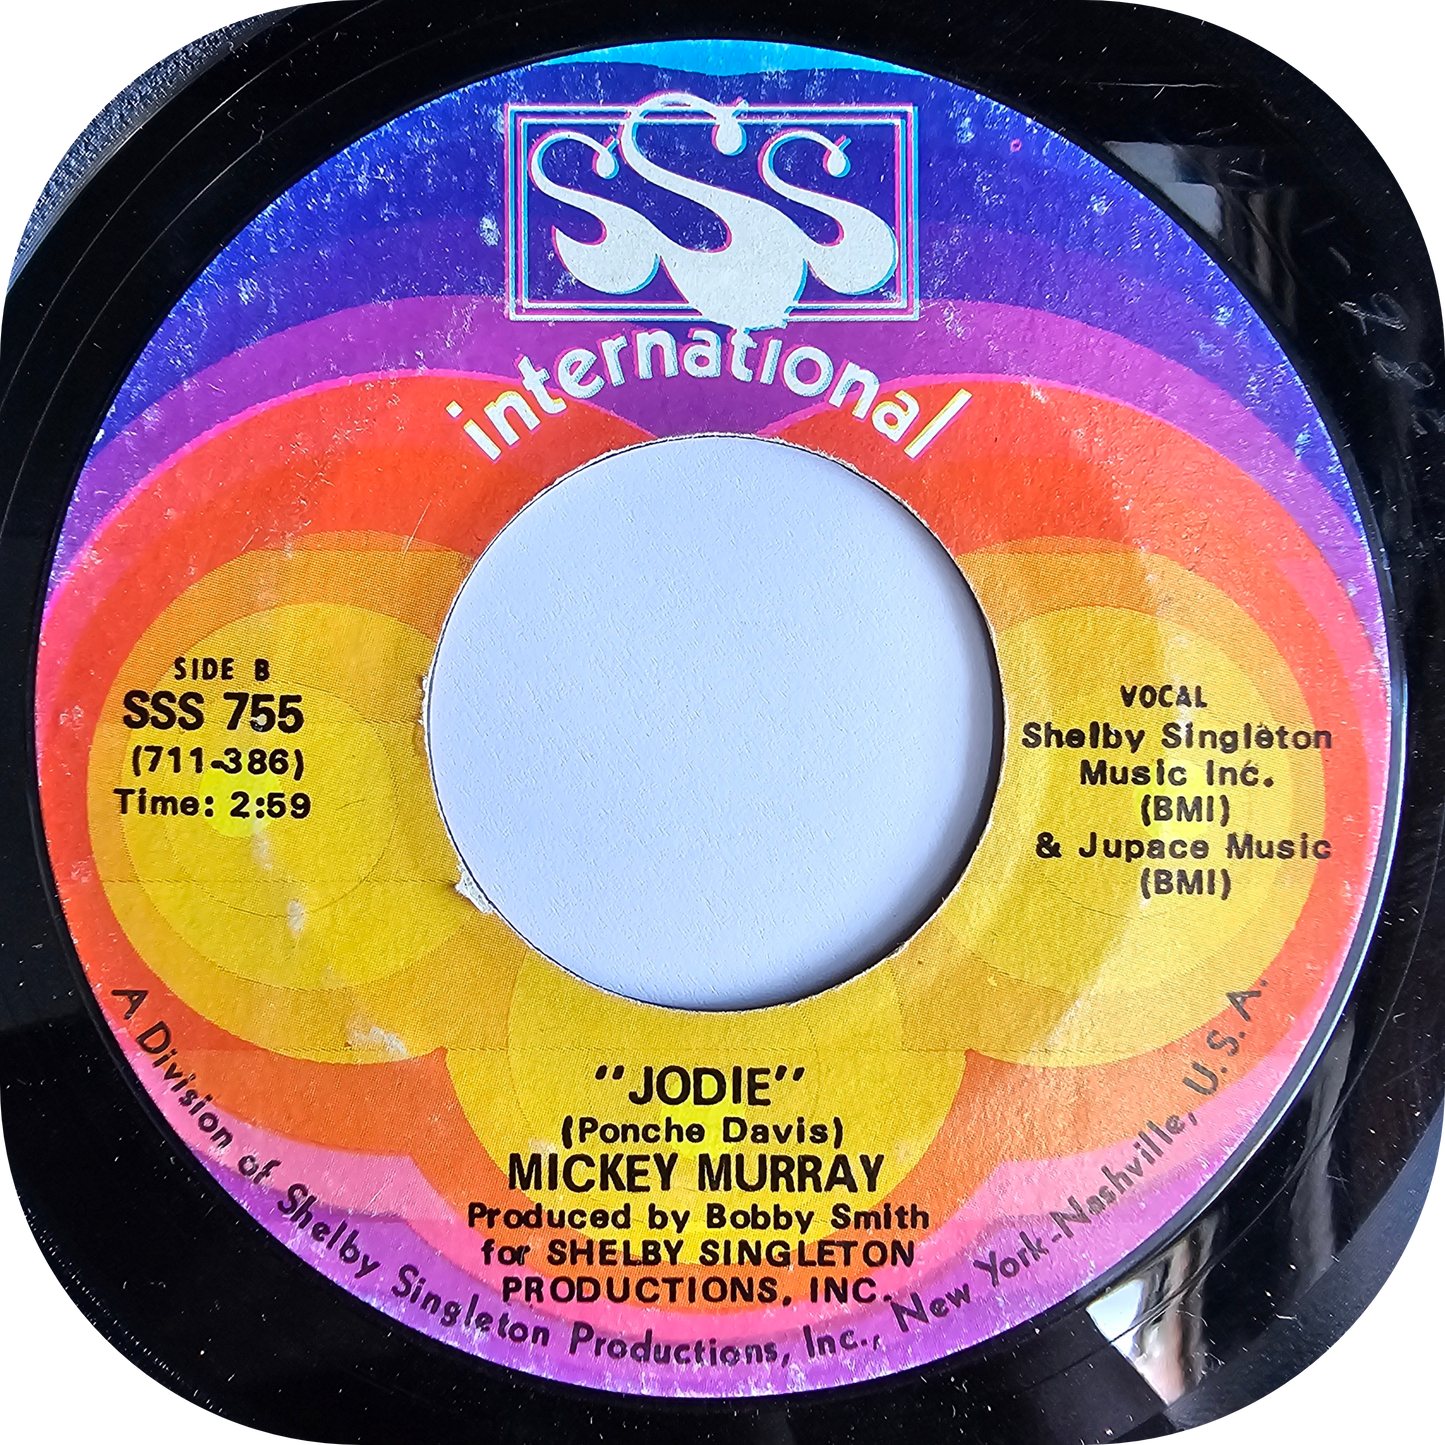 SSS
international
SIDE B
SSS 755
(711-386)
Time: 2:59
VOCAL
Shelby Singleton
Music Inc.
(BMI)
& Jupace Music
(BMI)
"JODIE"
(Ponche Davis)
MICKEY MURRAY
Produced by Bobby Smith
for SHELBY SINGLETON
PRODUCTIONS, INC.
A Division of Shelby Singleton Productions, Inc., New York-Nashville, U.S.A.